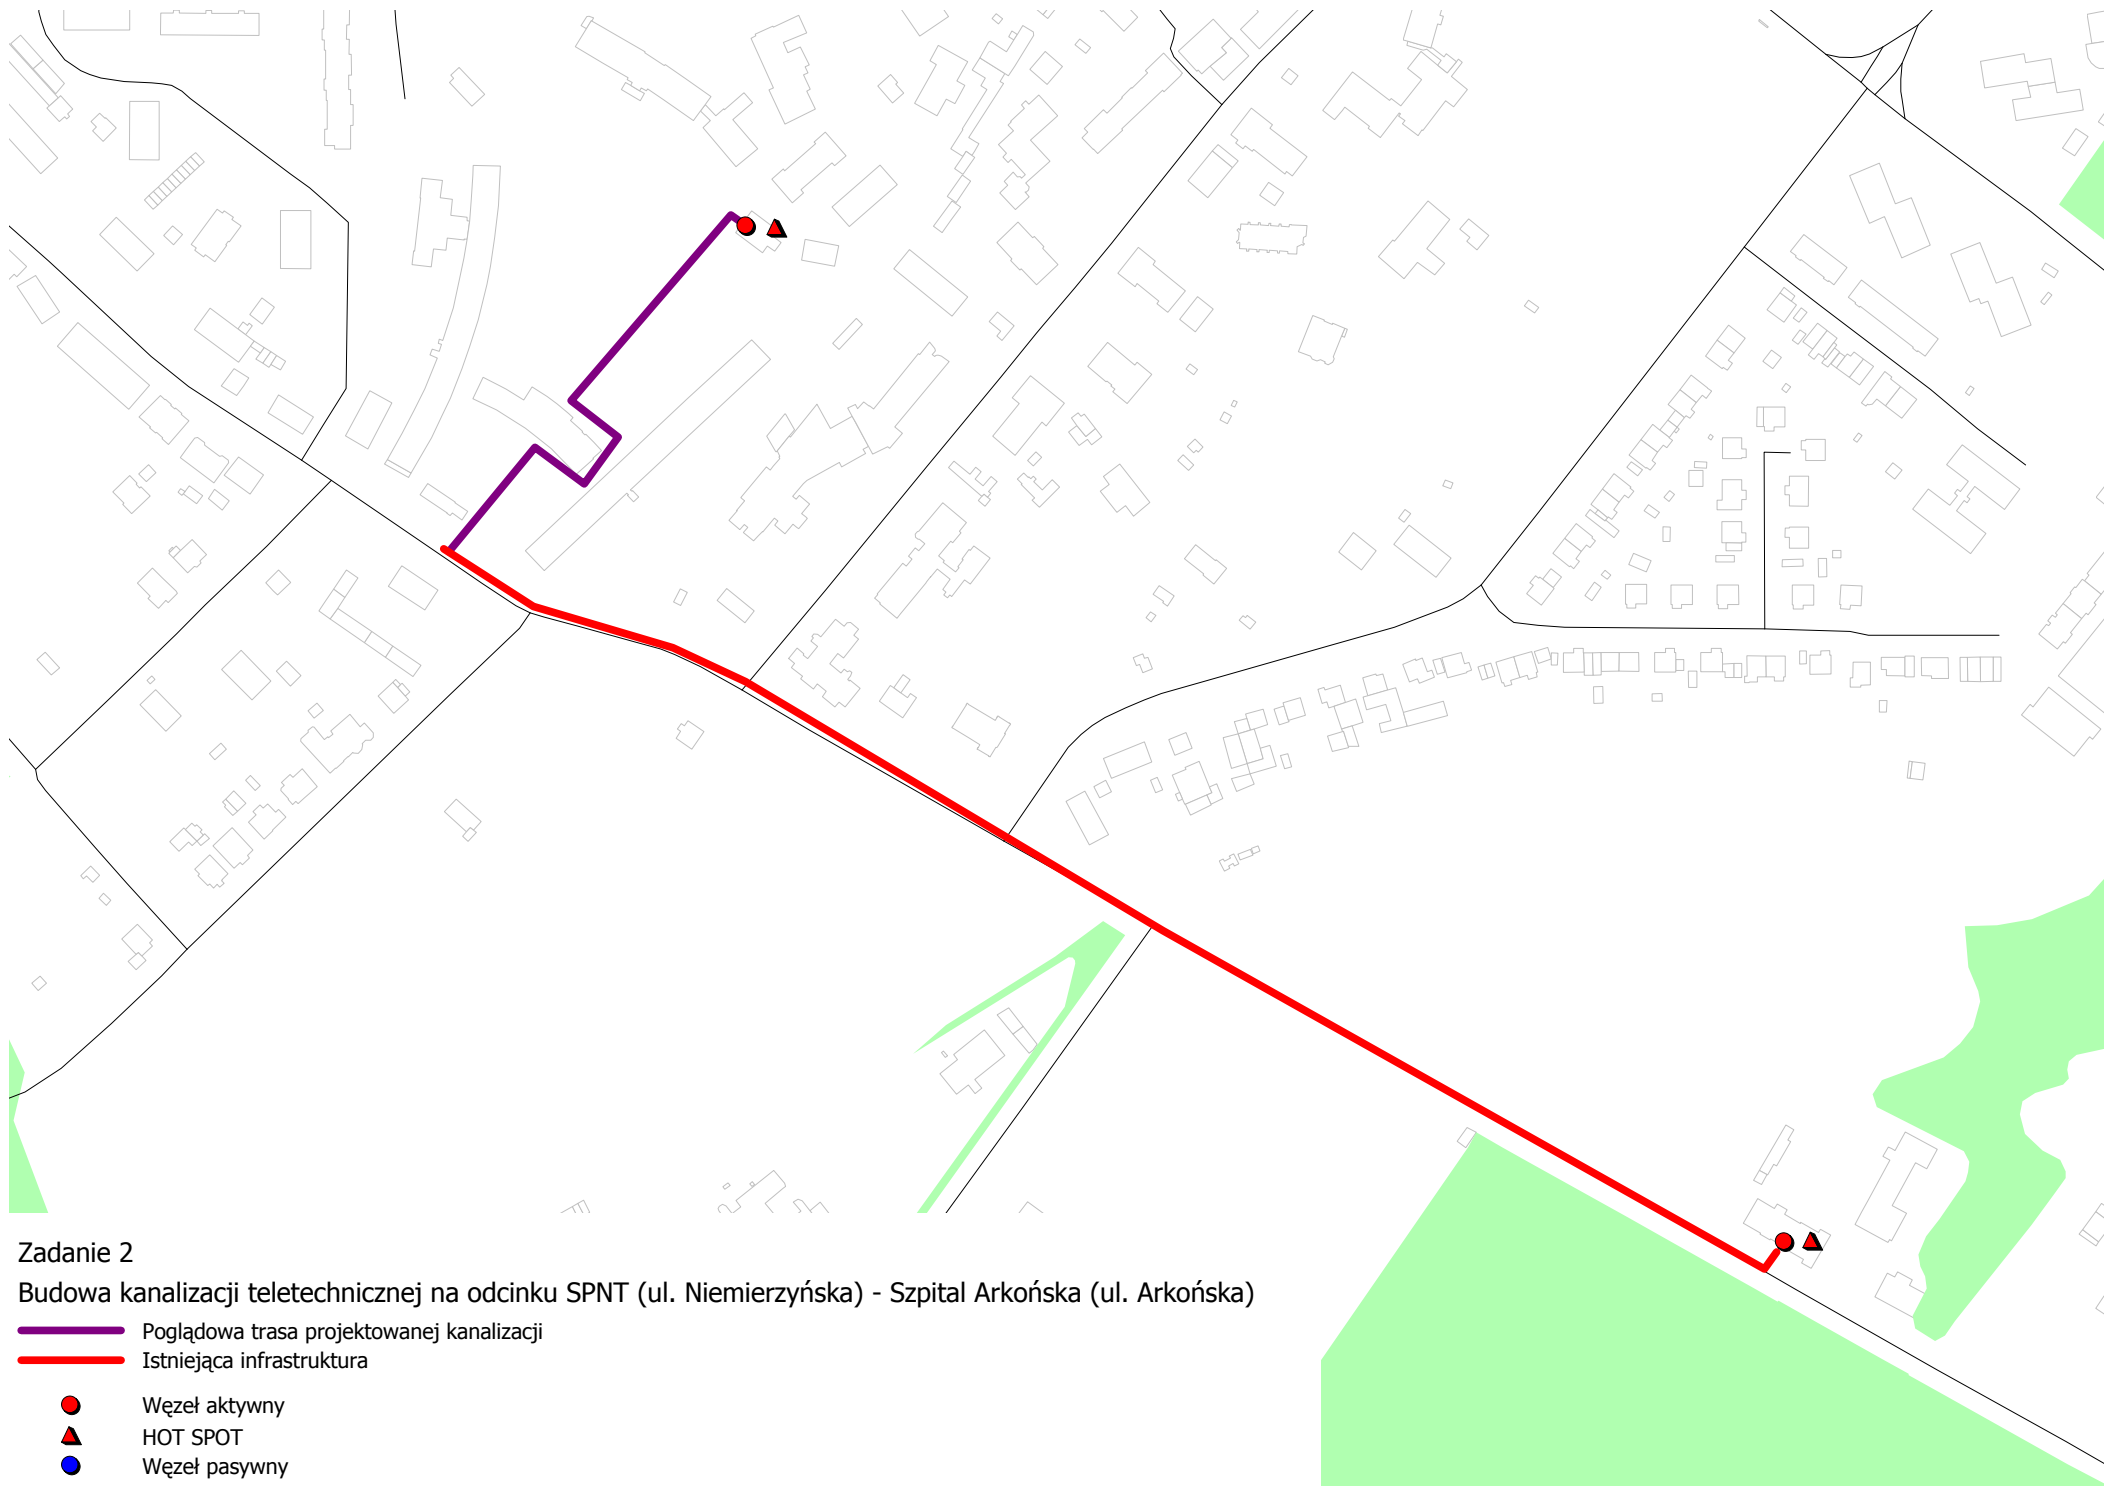 Zadanie 2
Budowa kanalizacji teletechnicznej na odcinku SPNT (ul. Niemierzyńska) - Szpital Arkońska (ul. Arkońska)
Poglądowa trasa projektowanej kanalizacji
Istniejąca infrastruktura
Węzeł aktywny
HOT SPOT
Węzeł pasywny